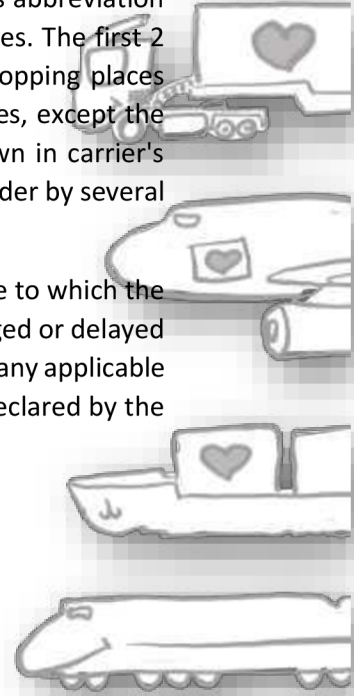 s abbreviation
es. The first 2
opping places
es, except the
wn in carrier's
der by several
e to which the
ged or delayed
any applicable
eclared by the